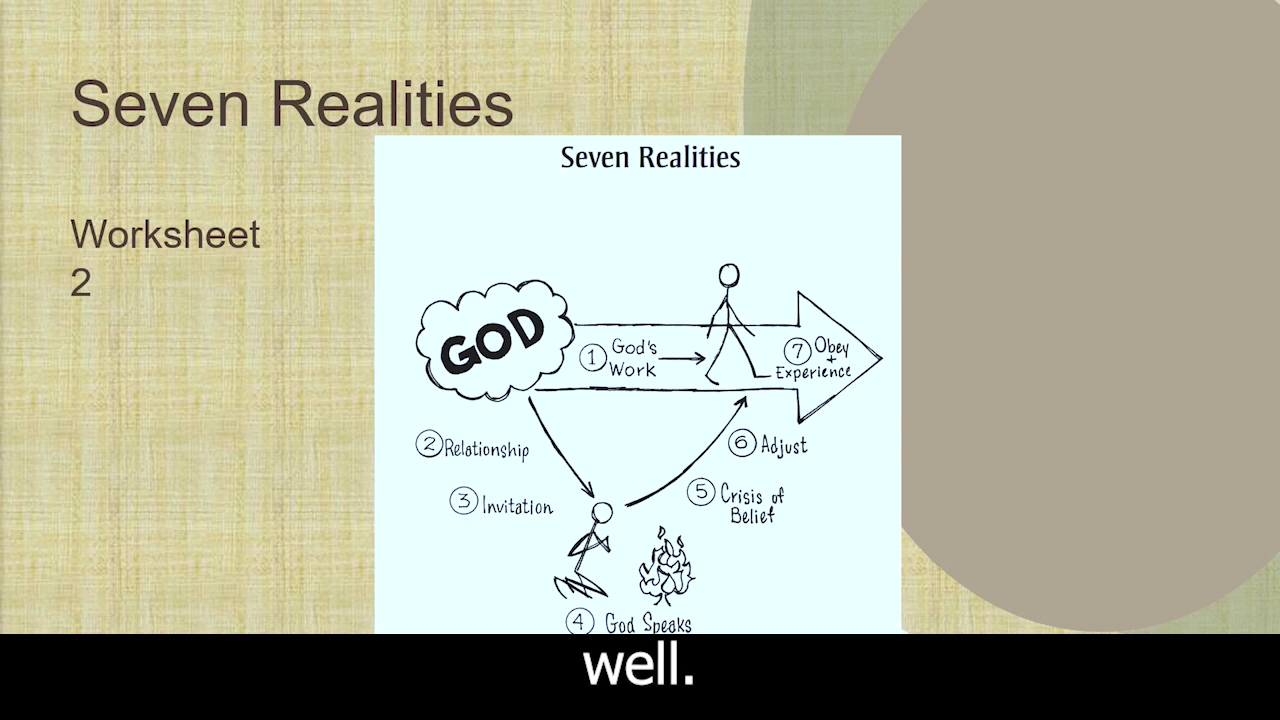 Seven Realities
Worksheet
2
Seven Realities
GOD
1 God's
Work
7 Obey
+
Experience
2 Relationship
6 Adjust
3 Invitation
5 Crisis of
Belief
4 God Speaks
well.